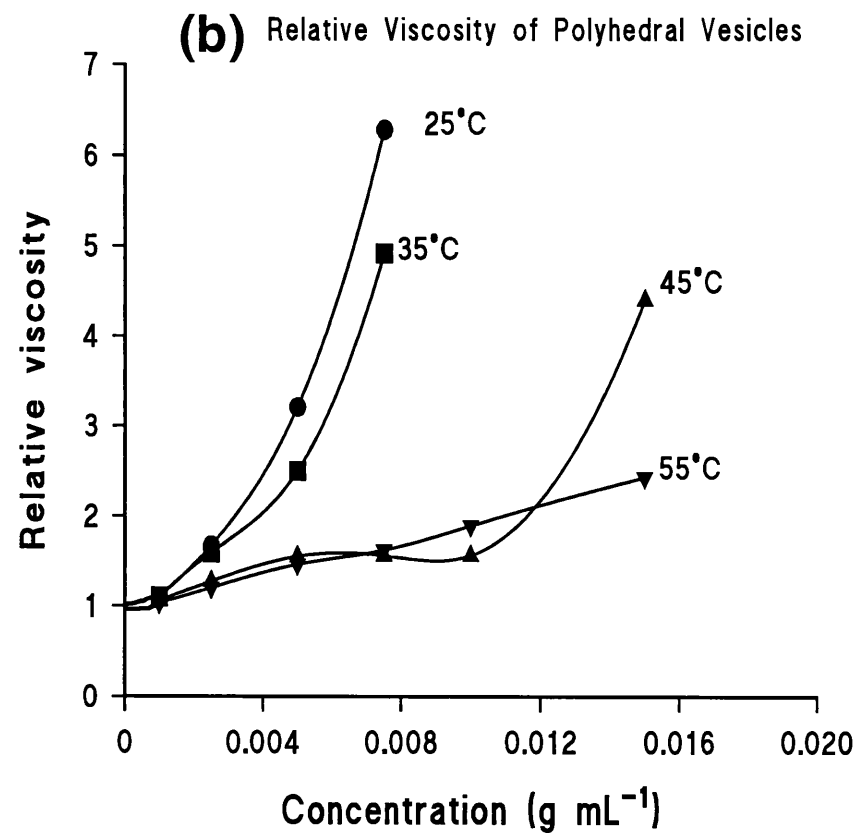 (b) Relative Viscosity of Polyhedral Vesicles
7
6
5
4
3
2
1
0
Relative viscosity
25°C
35°C
45°C
55°C
0 0.004 0.008 0.012 0.016 0.020
Concentration (g mL⁻¹)